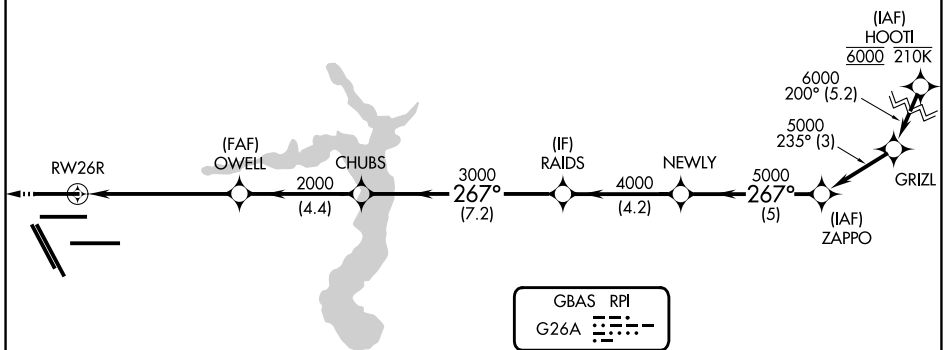 (IAF)
HOOTI
6000 210K
6000
200° (5.2)
5000
235° (3)
GRIZL
(IAF)
ZAPPO
5000
267°
(5)
NEWLY
4000
(4.2)
(IF)
RAIDS
3000
267°
(7.2)
CHUBS
2000
(4.4)
(FAF)
OWELL
RW26R
GBAS RPI
G26A